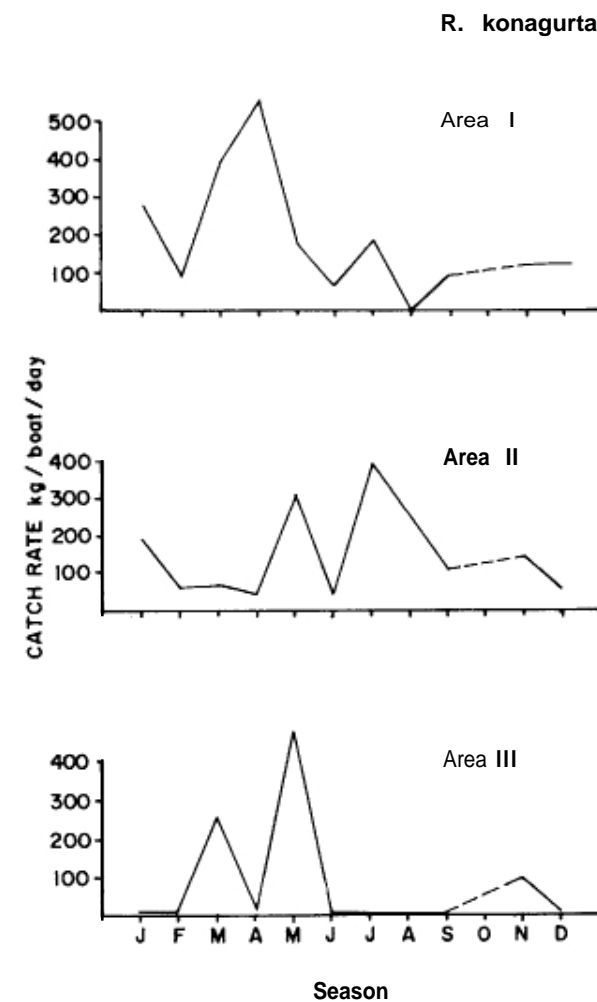 R. konagurta
Area I
500
400
300
200
100
CATCH RATE kg/boat/day
Area II
400
300
200
100
Area III
400
300
200
100
J F M A M J J A S O N D
Season